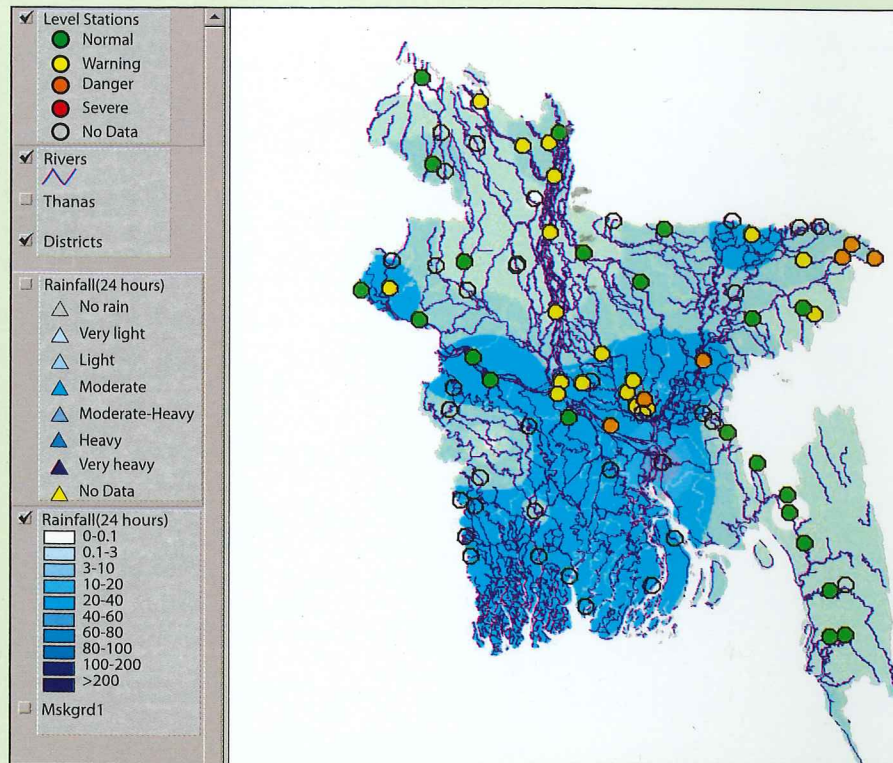 Level Stations
Normal
Warning
Danger
Severe
No Data
Rivers
Thanas
Districts
Rainfall(24 hours)
No rain
Very light
Light
Moderate
Moderate-Heavy
Heavy
Very heavy
No Data
Rainfall(24 hours)
0-0.1
0.1-3
3-10
10-20
20-40
40-60
60-80
80-100
100-200
>200
Mskgrd1